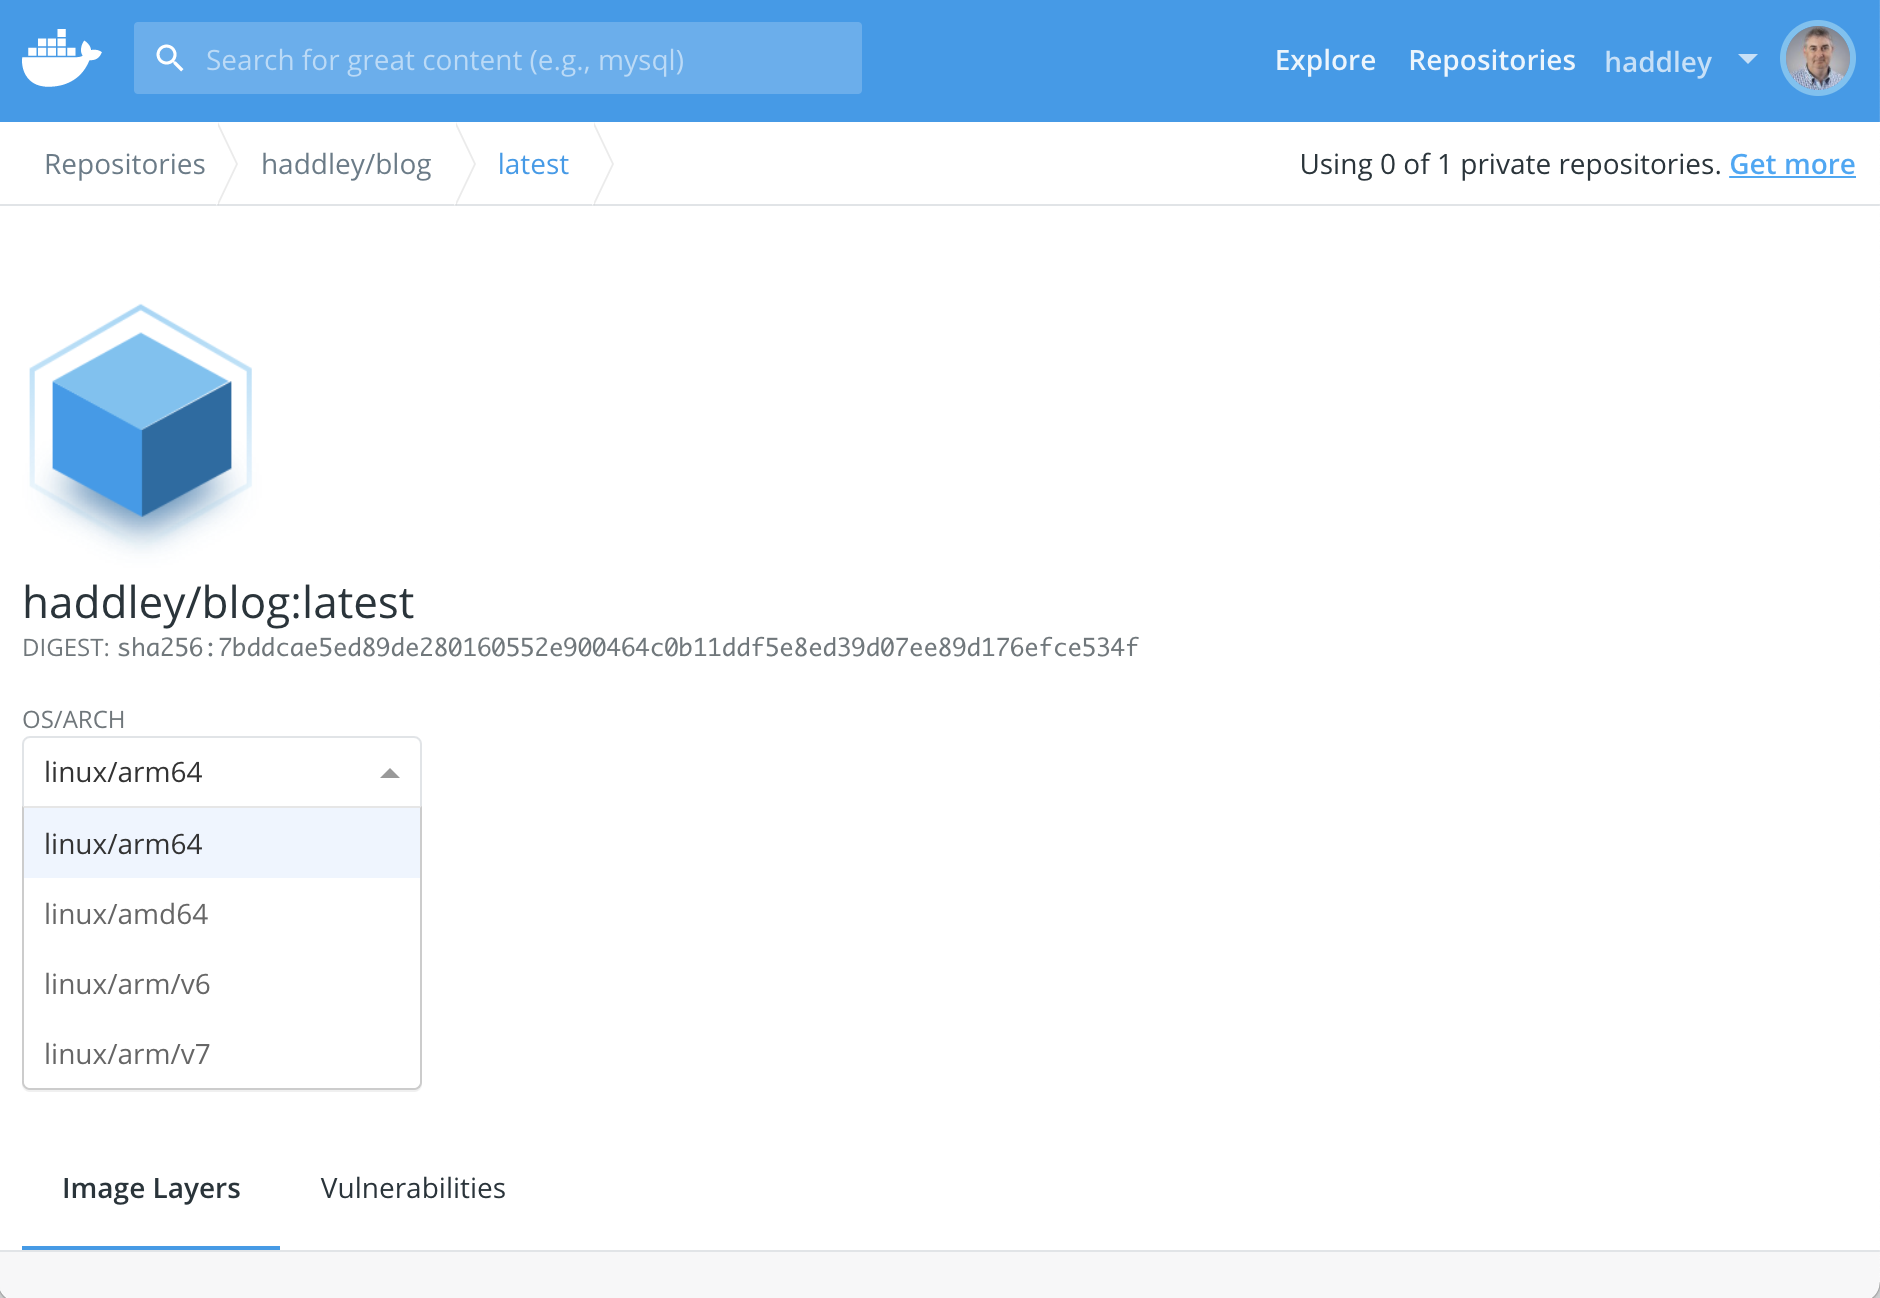 Search for great content (e.g., mysql)
Explore Repositories haddley
Repositories haddley/blog latest Using 0 of 1 private repositories. Get more
haddley/blog:latest
DIGEST: sha256:7bddcae5ed89de280160552e900464c0b11ddf5e8ed39d07ee89d176efce534f
OS/ARCH
linux/arm64
linux/arm64
linux/amd64
linux/arm/v6
linux/arm/v7
Image Layers Vulnerabilities